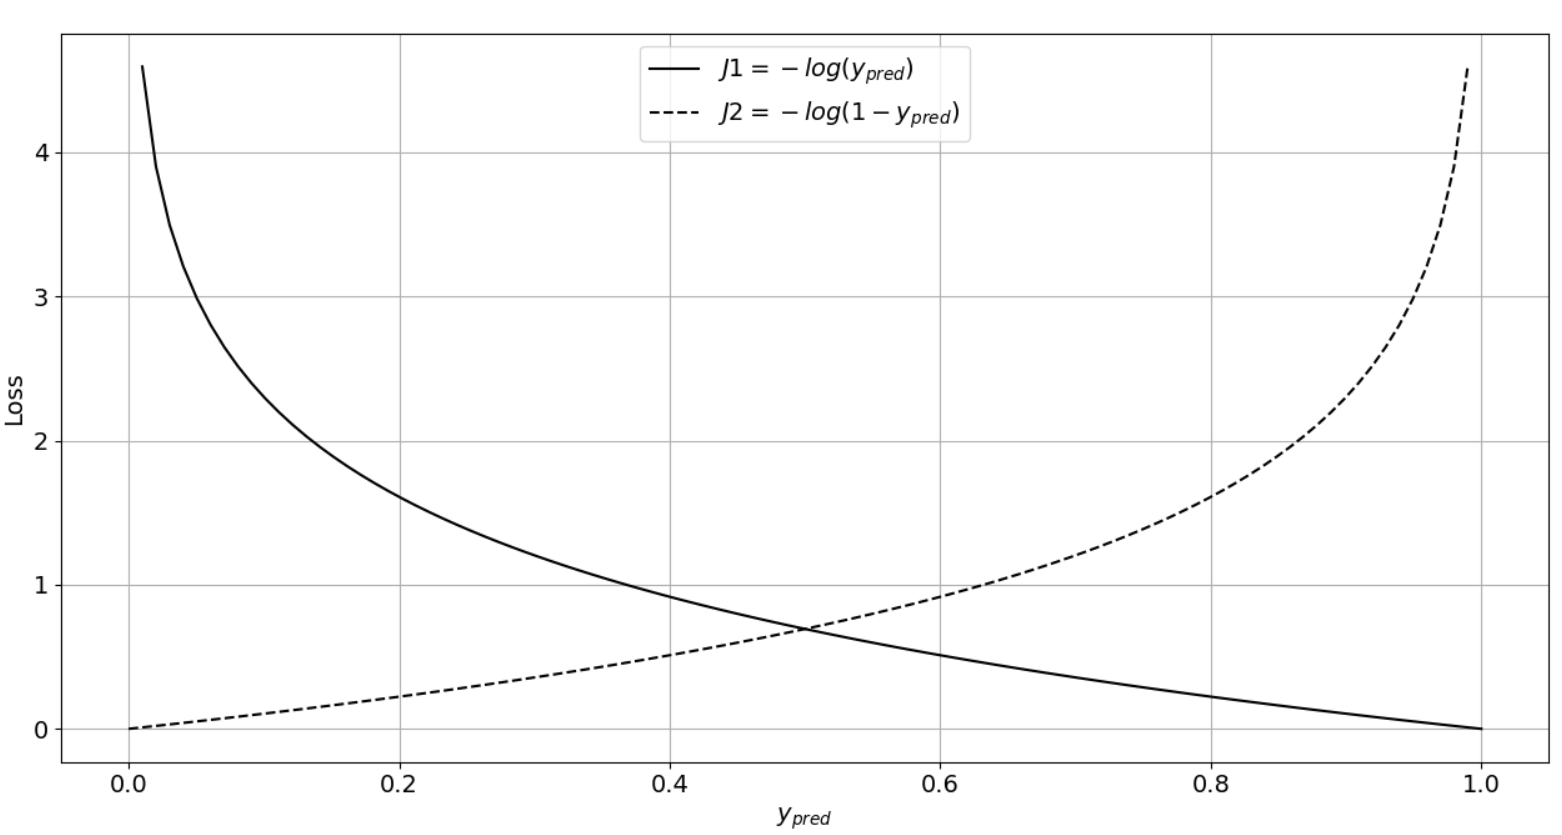 J1 = −log(y_pred)
J2 = −log(1 − y_pred)
4
3
2
1
0
Loss
0.0 0.2 0.4 0.6 0.8 1.0
y_pred